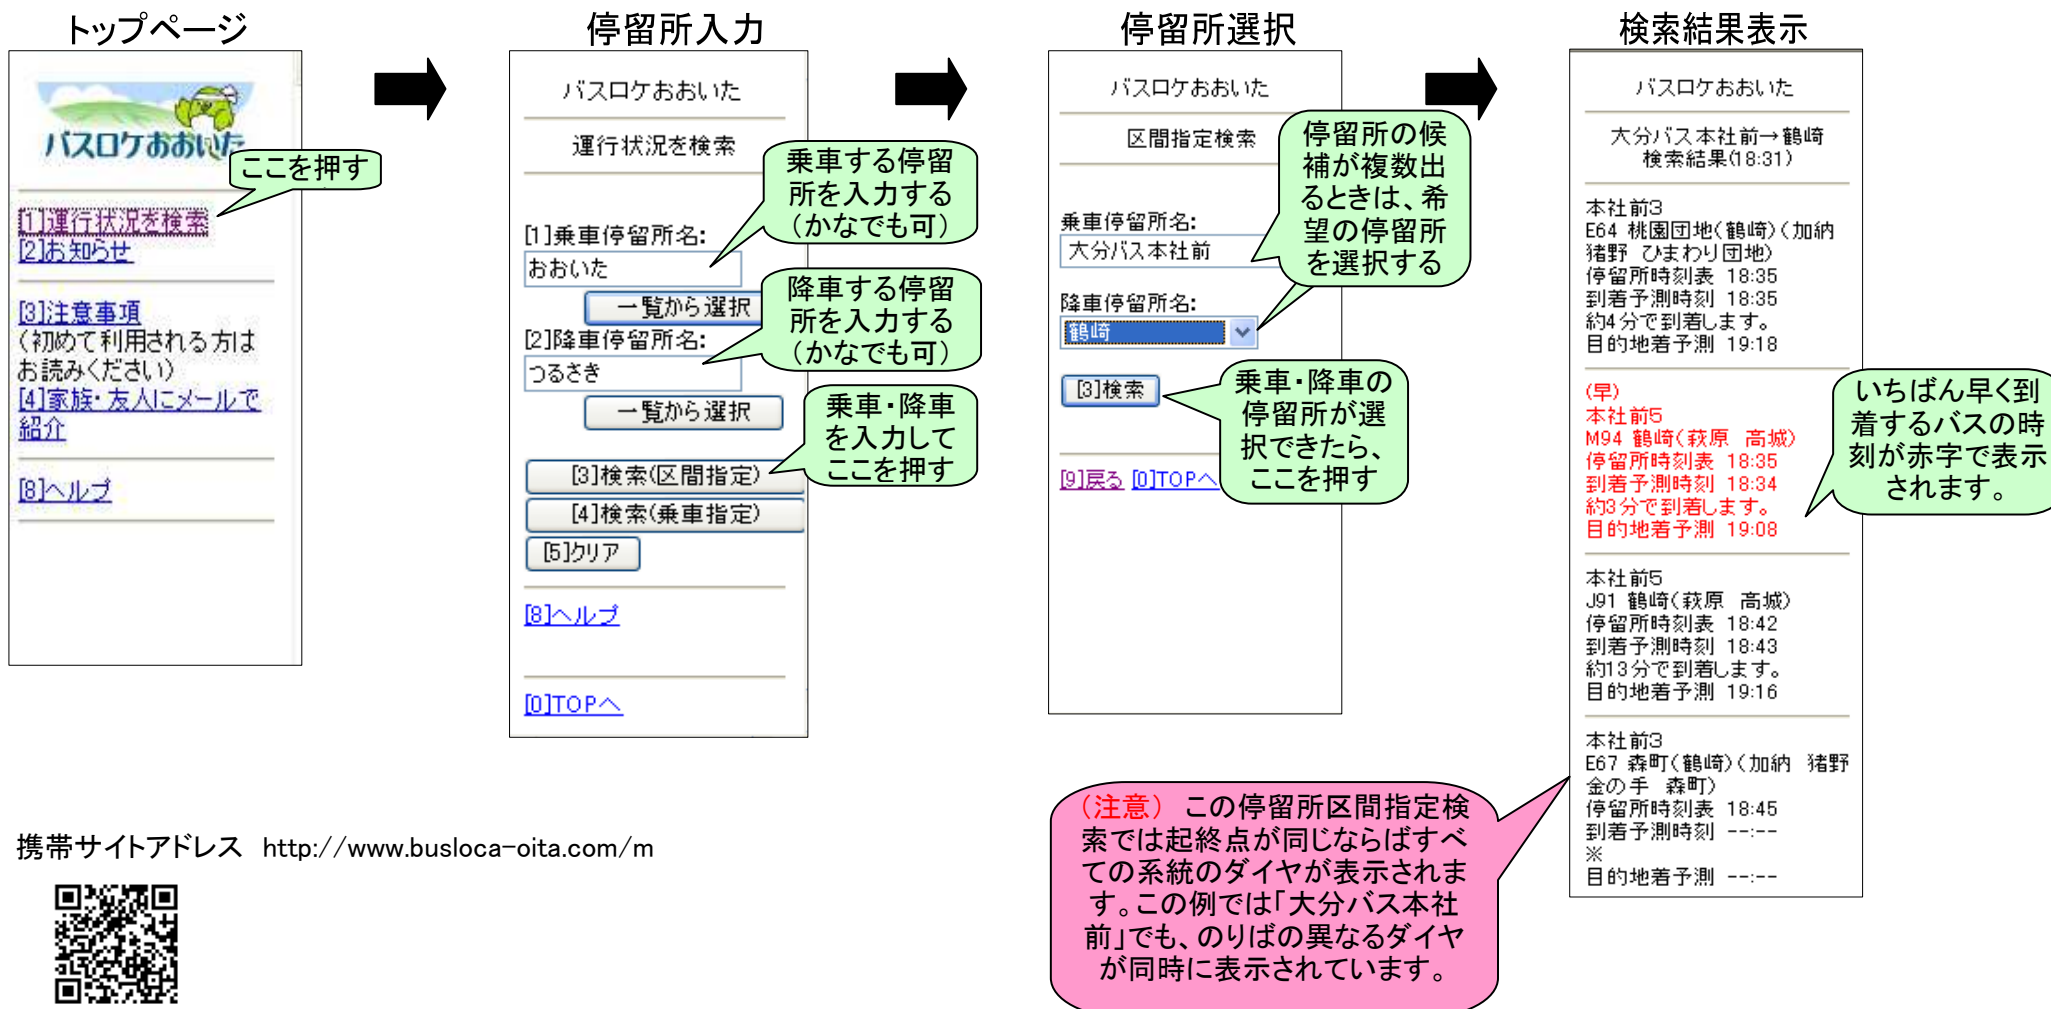 トップページ
バスロケおおいた
ここを押す
[1]運行状況を検索
[2]お知らせ
[3]注意事項
(初めて利用される方は
お読みください)
[4]家族・友人にメールで
紹介
[8]ヘルプ
停留所入力
バスロケおおいた
運行状況を検索
乗車する停留
所を入力する
(かなでも可)
[1]乗車停留所名:
おおいた
一覧から選択
降車する停留
所を入力する
(かなでも可)
[2]降車停留所名:
つるさき
一覧から選択
乗車・降車
を入力して
ここを押す
[3]検索(区間指定)
[4]検索(乗車指定)
[5]クリア
[8]ヘルプ
[0]TOPへ
停留所選択
バスロケおおいた
区間指定検索
停留所の候
補が複数出
るときは、希
望の停留所
を選択する
乗車停留所名:
大分バス本社前
降車停留所名:
鶴崎
[3]検索
乗車・降車の
停留所が選
択できたら、
ここを押す
[9]戻る [0]TOPへ
検索結果表示
バスロケおおいた
大分バス本社前→鶴崎
検索結果(18:31)
本社前3
E64 桃園団地(鶴崎)(加納
猪野 ひまわり団地)
停留所時刻表 18:35
到着予測時刻 18:35
約4分で到着します。
目的地着予測 19:18
(早)
本社前5
M94 鶴崎(萩原 高城)
停留所時刻表 18:35
到着予測時刻 18:34
約3分で到着します。
目的地着予測 19:08
いちばん早く到
着するバスの時
刻が赤字で表示
されます。
本社前5
J91 鶴崎(萩原 高城)
停留所時刻表 18:42
到着予測時刻 18:43
約13分で到着します。
目的地着予測 19:16
本社前3
E67 森町(鶴崎)(加納 猪野
金の手 森町)
停留所時刻表 18:45
到着予測時刻 --:--
※
目的地着予測 --:--
(注意) この停留所区間指定検
索では起終点が同じならばすべ
ての系統のダイヤが表示されま
す。この例では「大分バス本社
前」でも、のりばの異なるダイヤ
が同時に表示されています。
携帯サイトアドレス http://www.busloca-oita.com/m